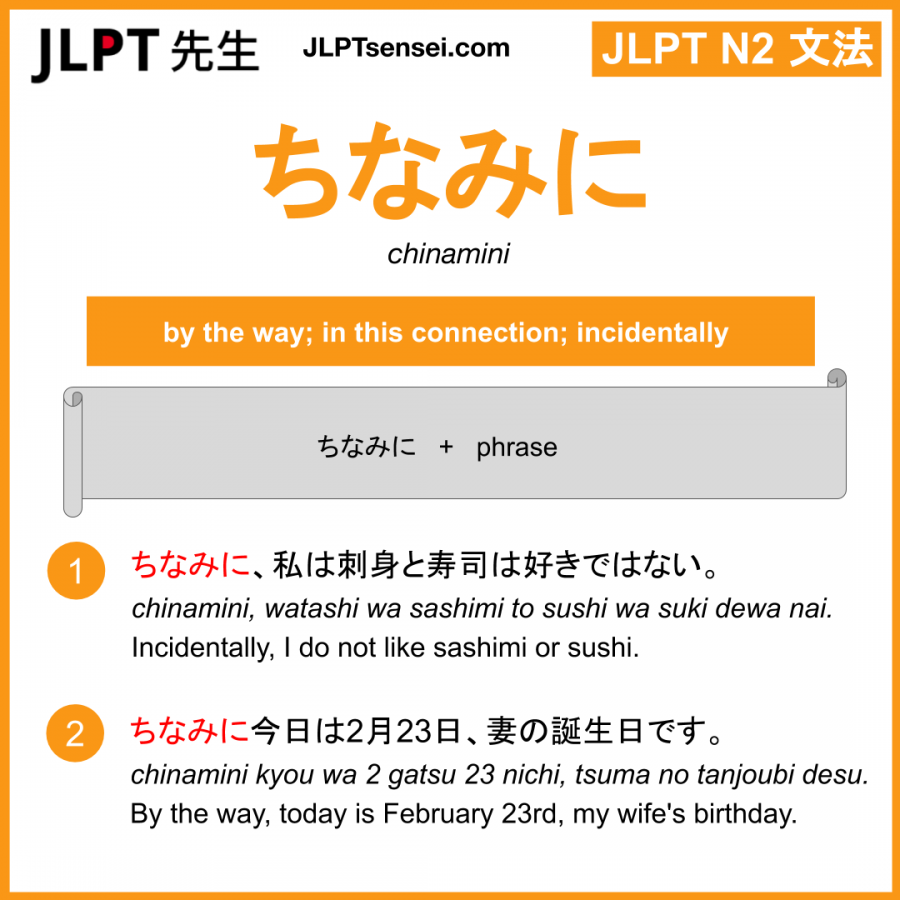 JLPT 先生
JLPTsensei.com
JLPT N2 文法
ちなみに
chinamini
by the way; in this connection; incidentally
ちなみに + phrase
1
ちなみに、私は刺身と寿司は好きではない。
chinamini, watashi wa sashimi to sushi wa suki dewa nai.
Incidentally, I do not like sashimi or sushi.
2
ちなみに今日は2月23日、妻の誕生日です。
chinamini kyou wa 2 gatsu 23 nichi, tsuma no tanjoubi desu.
By the way, today is February 23rd, my wife's birthday.